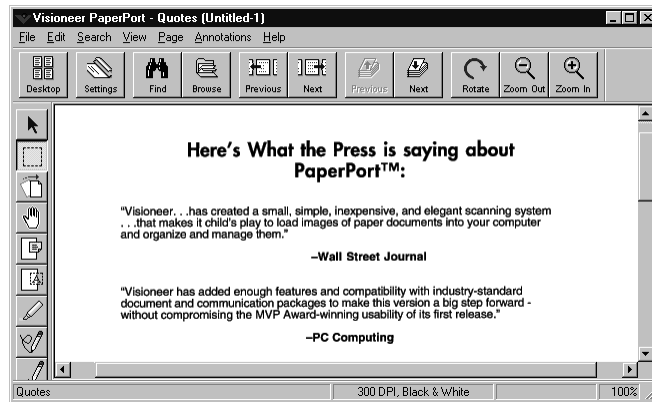 Visioneer PaperPort - Quotes (Untitled-1)
File Edit Search View Page Annotations Help
Desktop Settings Find Browse Previous Next Previous Next Rotate Zoom Out Zoom In
Here's What the Press is saying about
PaperPort™:
"Visioneer. . .has created a small, simple, inexpensive, and elegant scanning system
. . .that makes it child's play to load images of paper documents into your computer
and organize and manage them."
–Wall Street Journal
"Visioneer has added enough features and compatibility with industry-standard
document and communication packages to make this version a big step forward -
without compromising the MVP Award-winning usability of its first release."
–PC Computing
Quotes 300 DPI, Black & White 100%